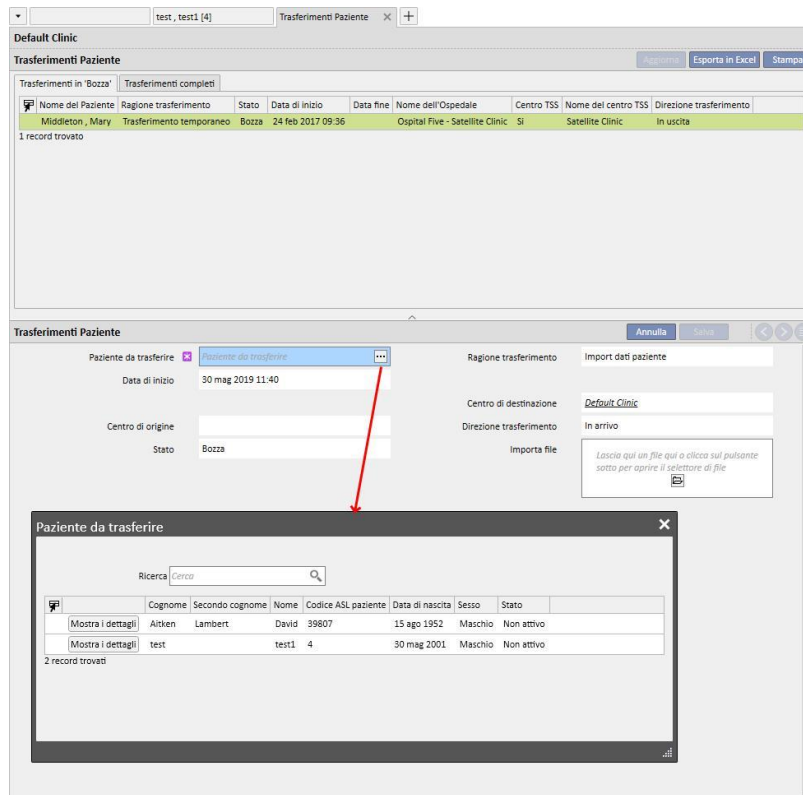 test , test1 [4] Trasferimenti Paziente
Default Clinic
Trasferimenti Paziente Aggiorna Esporta in Excel Stampa
Trasferimenti in 'Bozza' Trasferimenti completi
Nome del Paziente Ragione trasferimento Stato Data di inizio Data fine Nome dell'Ospedale Centro TSS Nome del centro TSS Direzione trasferimento
Middleton , Mary Trasferimento temporaneo Bozza 24 feb 2017 09:36 Ospital Five - Satellite Clinic Si Satellite Clinic In uscita
1 record trovato
Trasferimenti Paziente Annulla Salva
Paziente da trasferire Paziente da trasferire Ragione trasferimento Import dati paziente
Data di inizio 30 mag 2019 11:40
Centro di destinazione Default Clinic
Centro di origine Direzione trasferimento In arrivo
Stato Bozza Importa file
Lascia qui un file qui o clicca sul pulsante
sotto per aprire il selettore di file
Paziente da trasferire
Ricerca Cerca
Cognome Secondo cognome Nome Codice ASL paziente Data di nascita Sesso Stato
Mostra i dettagli Aitken Lambert David 39807 15 ago 1952 Maschio Non attivo
Mostra i dettagli test test1 4 30 mag 2001 Maschio Non attivo
2 record trovati